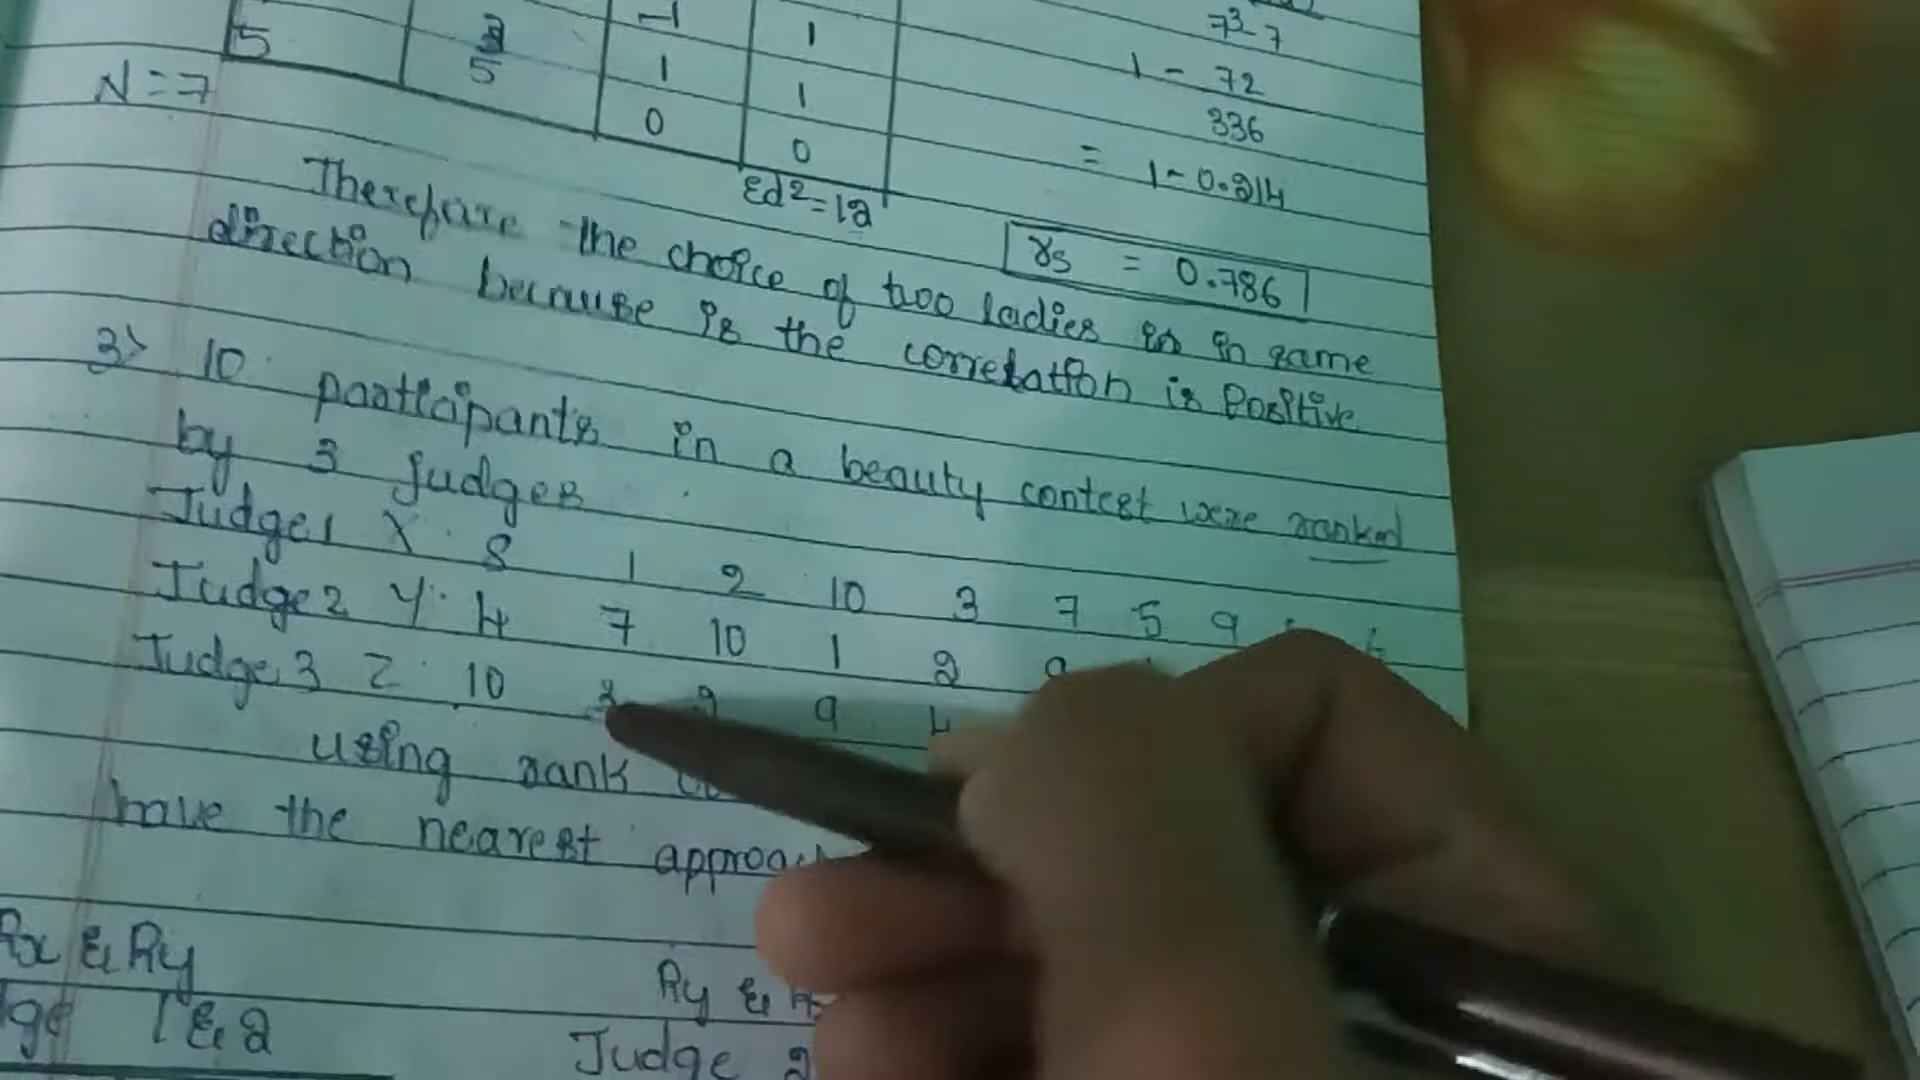 -1 1
7³-7
5 3 1 1
1 - 72
5
336
N=7 0 0
= 1-0.214
Σd²=12
γs = 0.786
Therefore the choice of two ladies is in same
direction because is the correlation is Positive
3> 10 participants in a beauty contest were ranked
by 3 judges
Judge1 X 8 1 2 10 3 7 5 9
Judge2 Y 4 7 10 1 2
Judge3 Z 10 9 4
using rank
have the nearest
Rx & Ry Ry &
1 & 2 Judge 2